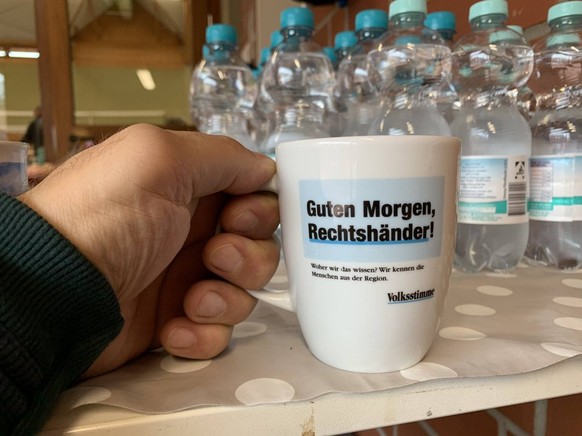 Guten Morgen,
Rechtshänder!
Woher wir das wissen? Wir kennen die
Menschen aus der Region.
Volksstimme